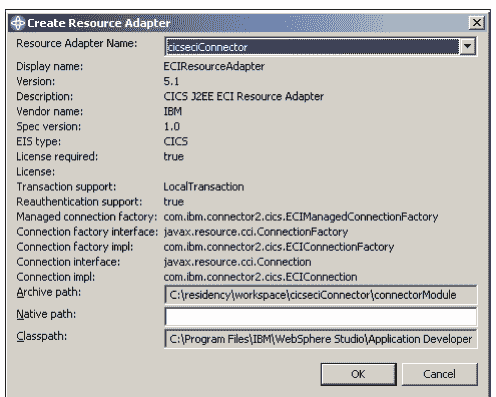 Create Resource Adapter
Resource Adapter Name: cicseciConnector
Display name: ECIResourceAdapter
Version: 5.1
Description: CICS J2EE ECI Resource Adapter
Vendor name: IBM
Spec version: 1.0
EIS type: CICS
License required: true
License:
Transaction support: LocalTransaction
Reauthentication support: true
Managed connection factory: com.ibm.connector2.cics.ECIManagedConnectionFactory
Connection factory interface: javax.resource.cci.ConnectionFactory
Connection factory impl: com.ibm.connector2.cics.ECIConnectionFactory
Connection interface: javax.resource.cci.Connection
Connection impl: com.ibm.connector2.cics.ECIConnection
Archive path: C:\residency\workspace\cicseciConnector\connectorModule
Native path:
Classpath: C:\Program Files\IBM\WebSphere Studio\Application Developer
OK Cancel